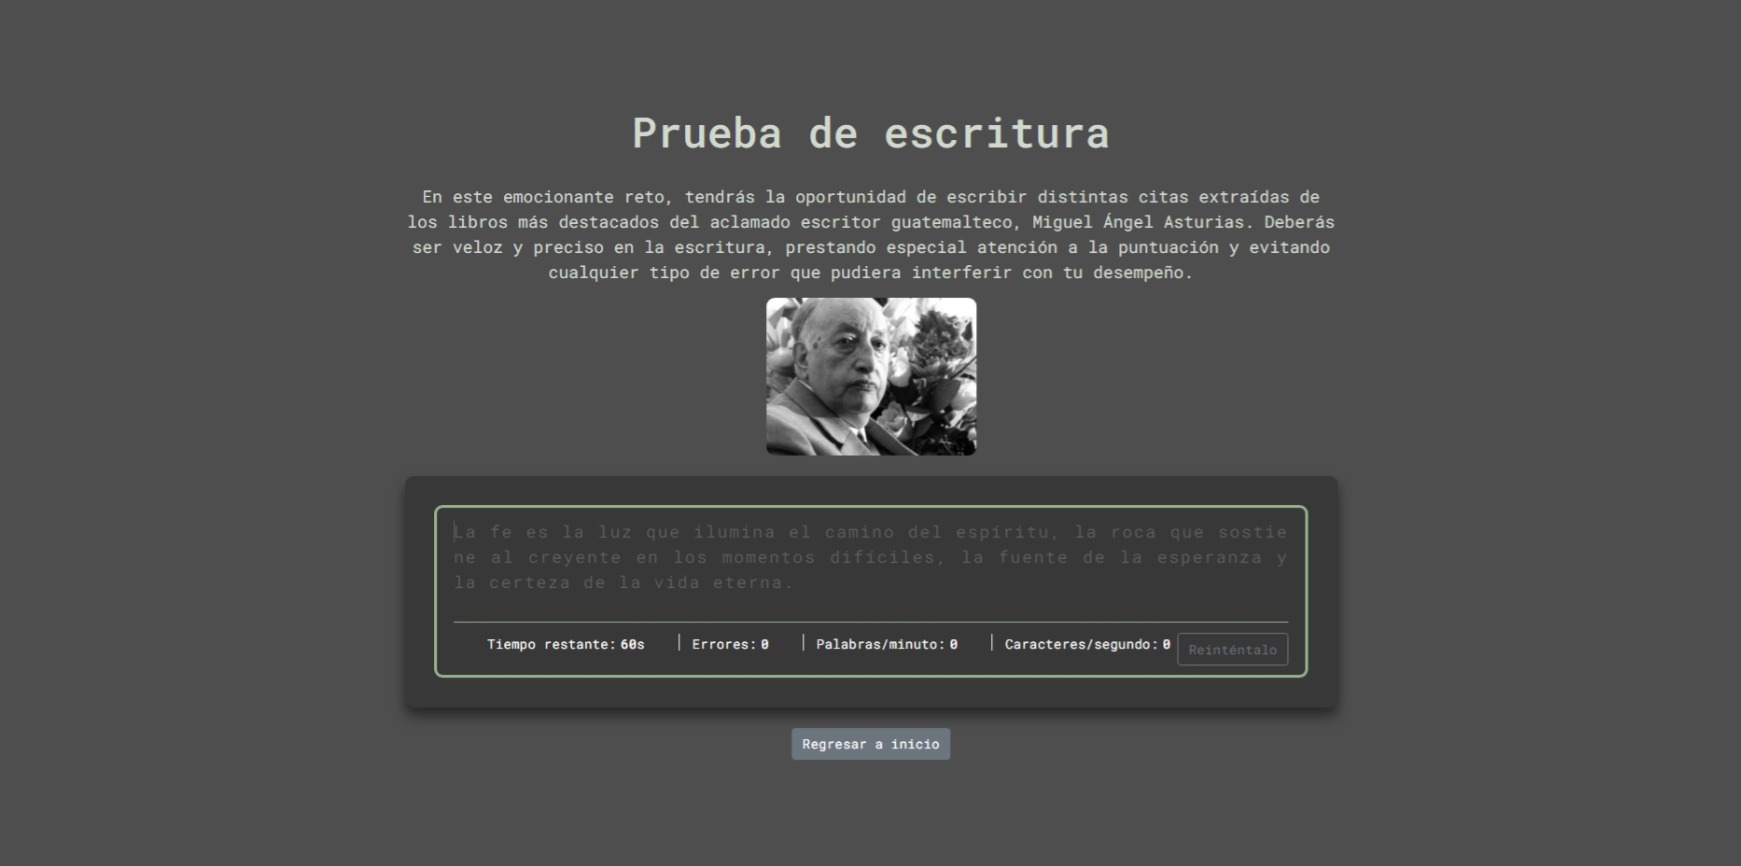 Prueba de escritura
En este emocionante reto, tendrás la oportunidad de escribir distintas citas extraídas de
los libros más destacados del aclamado escritor guatemalteco, Miguel Ángel Asturias. Deberás
ser veloz y preciso en la escritura, prestando especial atención a la puntuación y evitando
cualquier tipo de error que pudiera interferir con tu desempeño.
La fe es la luz que ilumina el camino del espíritu, la roca que sostie
ne al creyente en los momentos difíciles, la fuente de la esperanza y
la certeza de la vida eterna.
Tiempo restante: 60s | Errores: 0 | Palabras/minuto: 0 | Caracteres/segundo: 0 Reinténtalo
Regresar a inicio